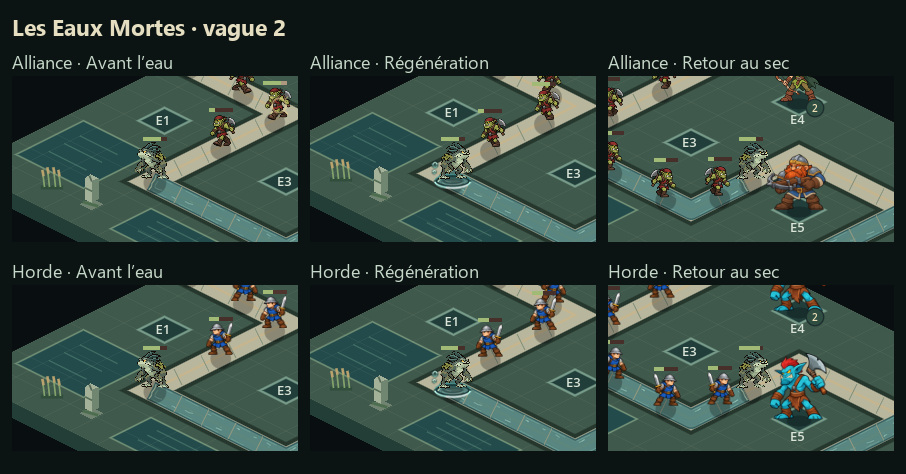 Les Eaux Mortes · vague 2
Alliance · Avant l’eau
Alliance · Régénération
Alliance · Retour au sec
E1
E3
E1
E3
E3
E4
2
E5
Horde · Avant l’eau
Horde · Régénération
Horde · Retour au sec
E1
E3
E1
E3
E3
E4
2
E5